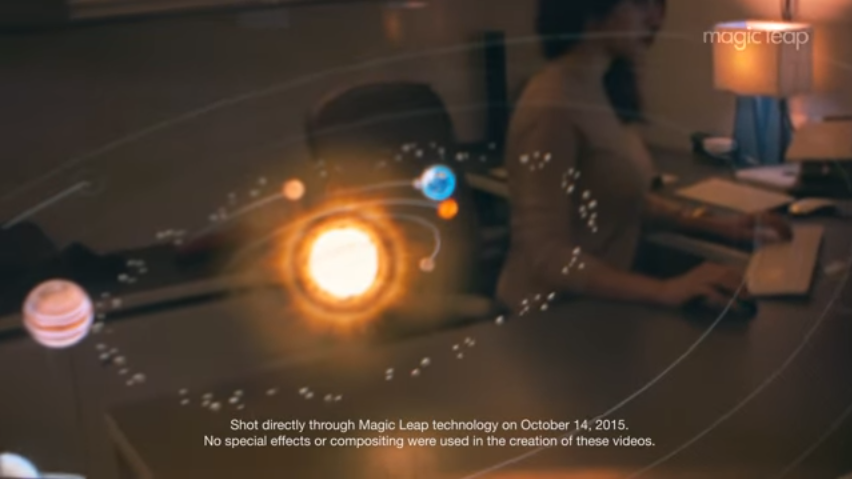 magic leap
Shot directly through Magic Leap technology on October 14, 2015.
No special effects or compositing were used in the creation of these videos.